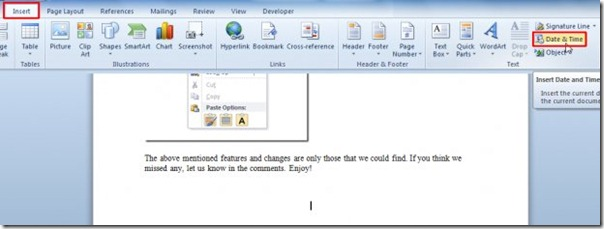 Insert Page Layout References Mailings Review View Developer
Signature Line
Date & Time
Object
Table
Picture Clip Art Shapes SmartArt Chart Screenshot
Hyperlink Bookmark Cross-reference
Header Footer Page Number
Text Box Quick Parts WordArt Drop Cap
Tables Illustrations Links Header & Footer Text
Insert Date and Time
Insert the current d
the current docume
Cut
Copy
Paste Options:
A
The above mentioned features and changes are only those that we could find. If you think we
missed any, let us know in the comments. Enjoy!